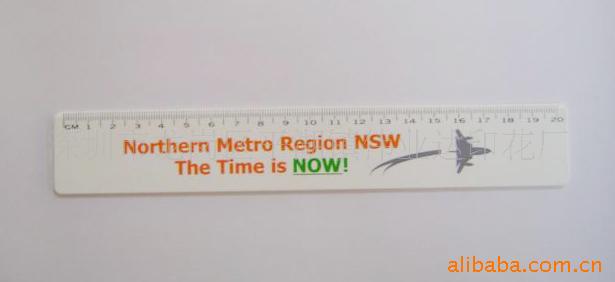 CM 1 2 3 4 5 6 7 8 9 10 11 12 13 14 15 16 17 18 19 20
Northern Metro Region NSW
The Time is NOW!
alibaba.com.cn